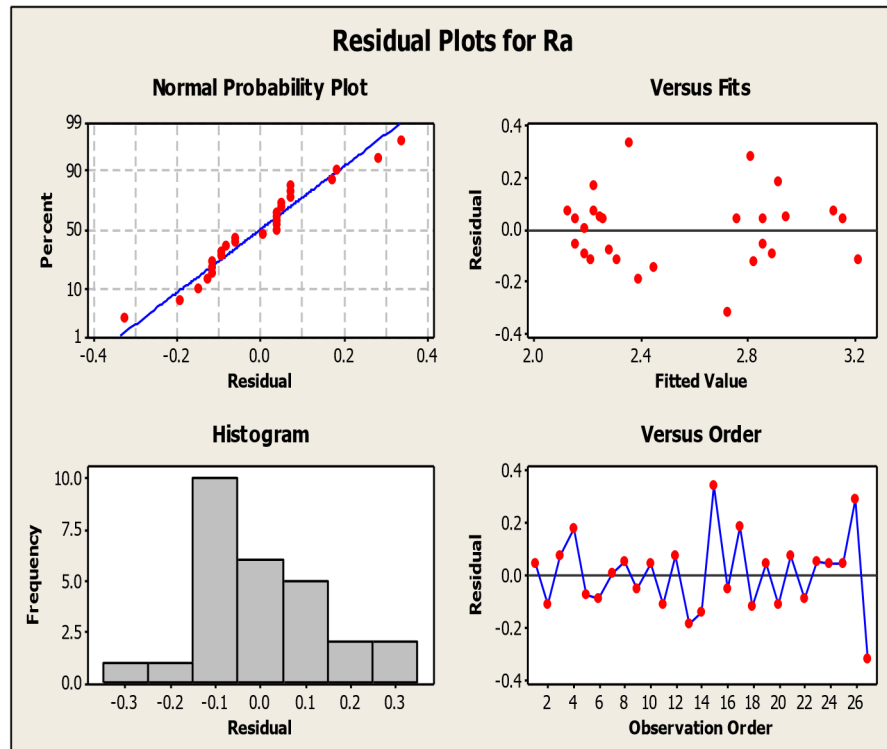 Residual Plots for Ra
Normal Probability Plot
99
90
50
10
1
Percent
-0.4 -0.2 0.0 0.2 0.4
Residual
Versus Fits
0.4
0.2
0.0
-0.2
-0.4
Residual
2.0 2.4 2.8 3.2
Fitted Value
Histogram
10.0
7.5
5.0
2.5
0.0
Frequency
-0.3 -0.2 -0.1 0.0 0.1 0.2 0.3
Residual
Versus Order
0.4
0.2
0.0
-0.2
-0.4
Residual
2 4 6 8 10 12 14 16 18 20 22 24 26
Observation Order